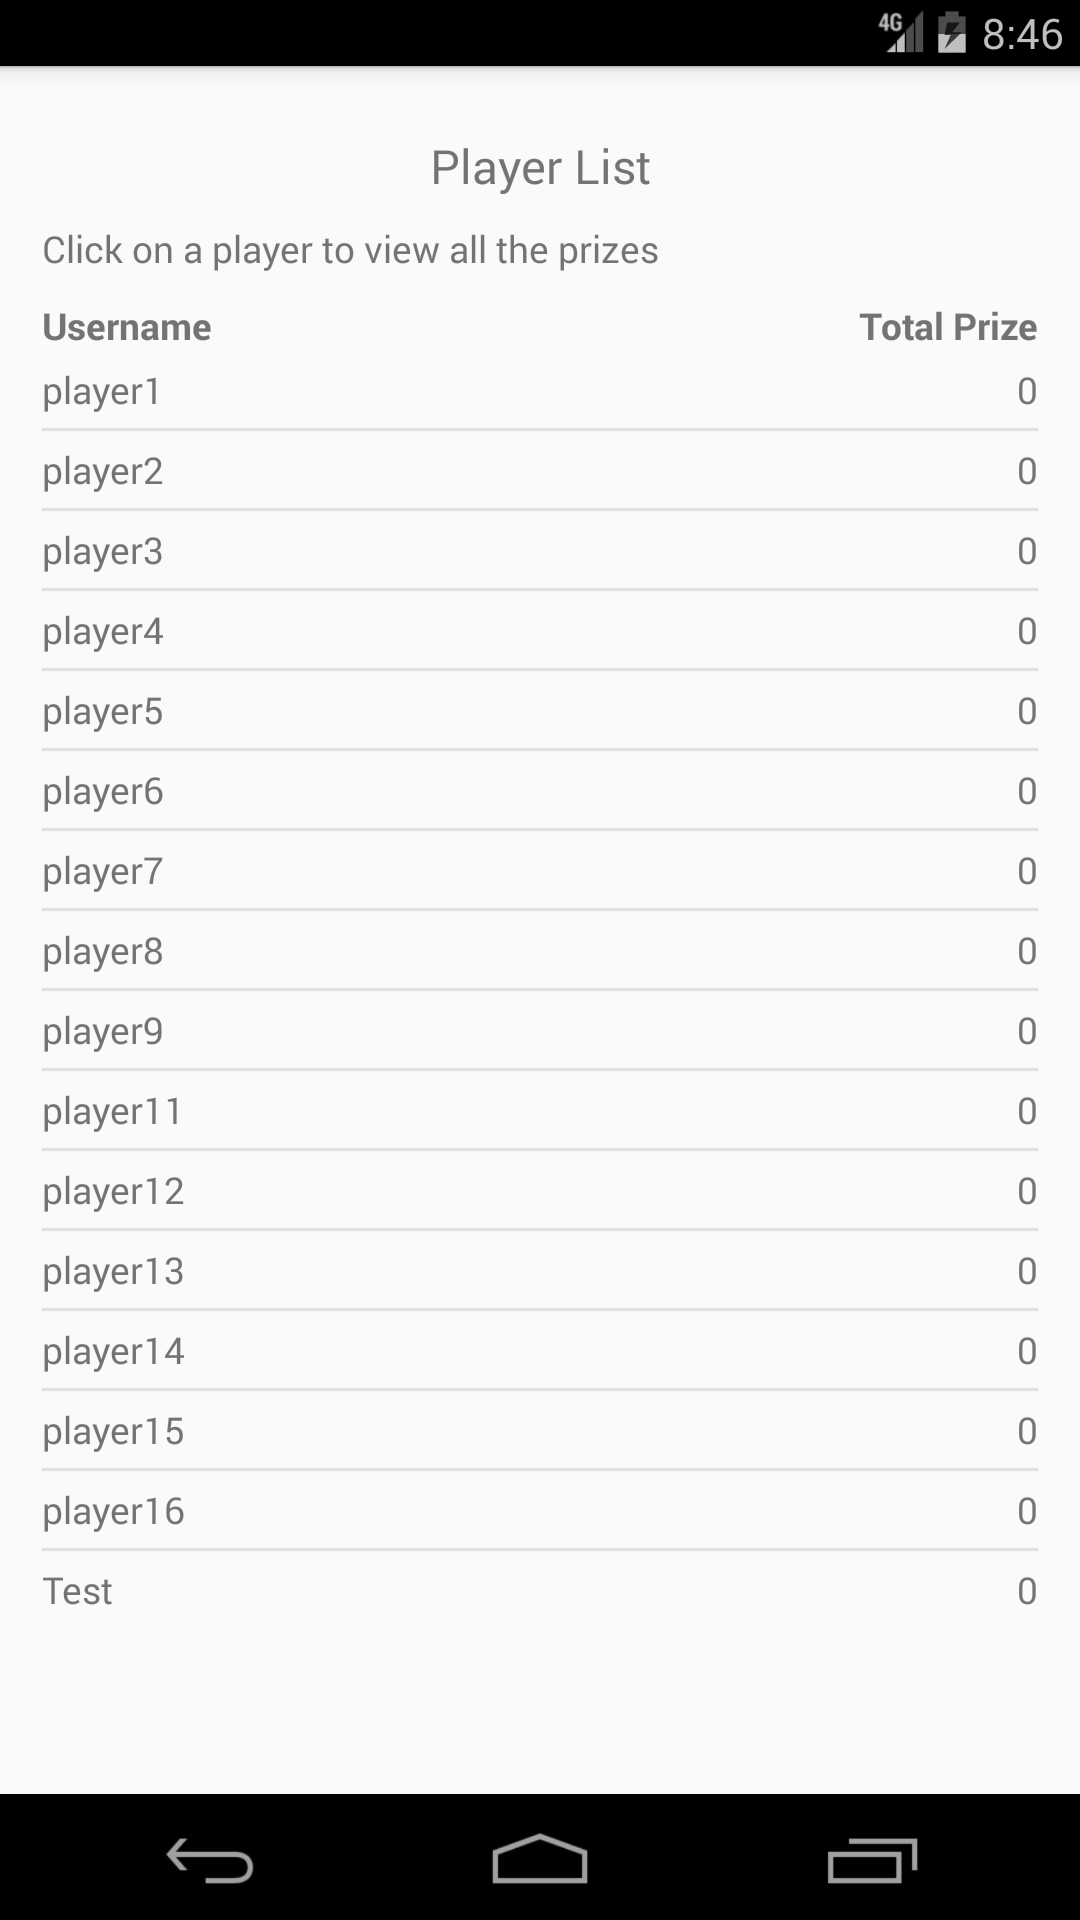 4G 8:46
Player List
Click on a player to view all the prizes
Username Total Prize
player1 0
player2 0
player3 0
player4 0
player5 0
player6 0
player7 0
player8 0
player9 0
player11 0
player12 0
player13 0
player14 0
player15 0
player16 0
Test 0